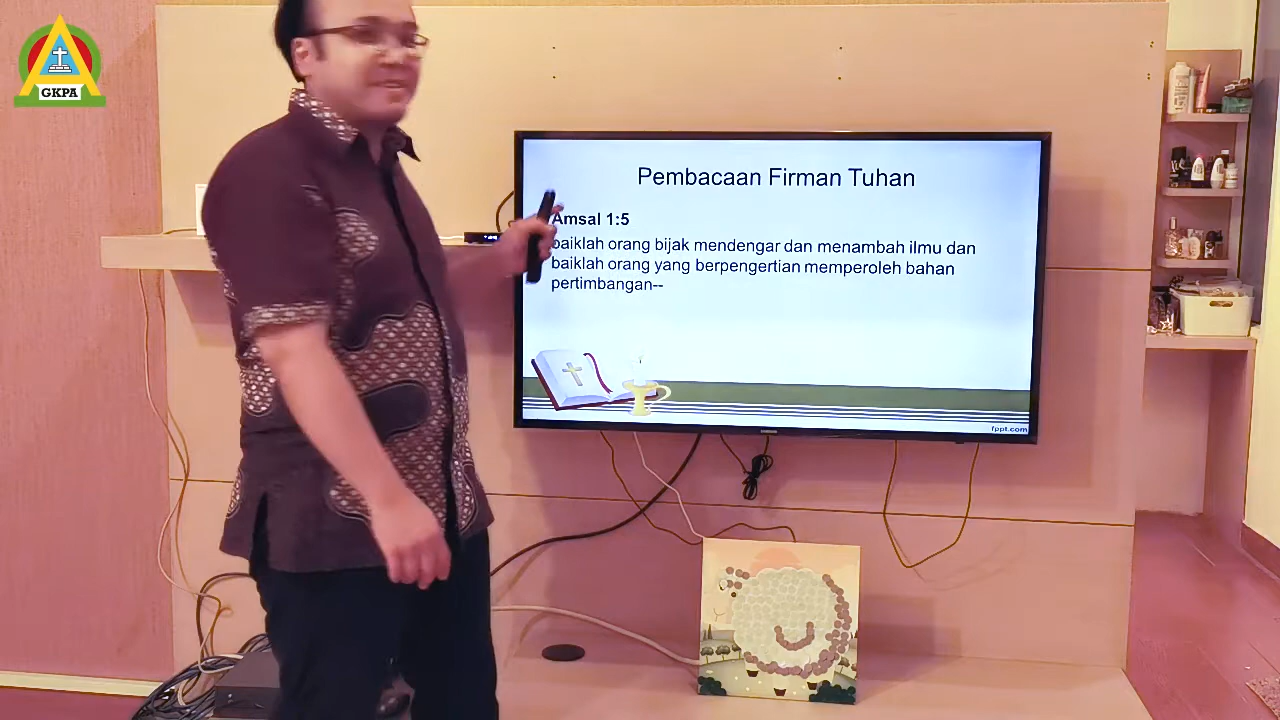 GKPA
Pembacaan Firman Tuhan
Amsal 1:5
baiklah orang bijak mendengar dan menambah ilmu dan
baiklah orang yang berpengertian memperoleh bahan
pertimbangan--
fppt.com